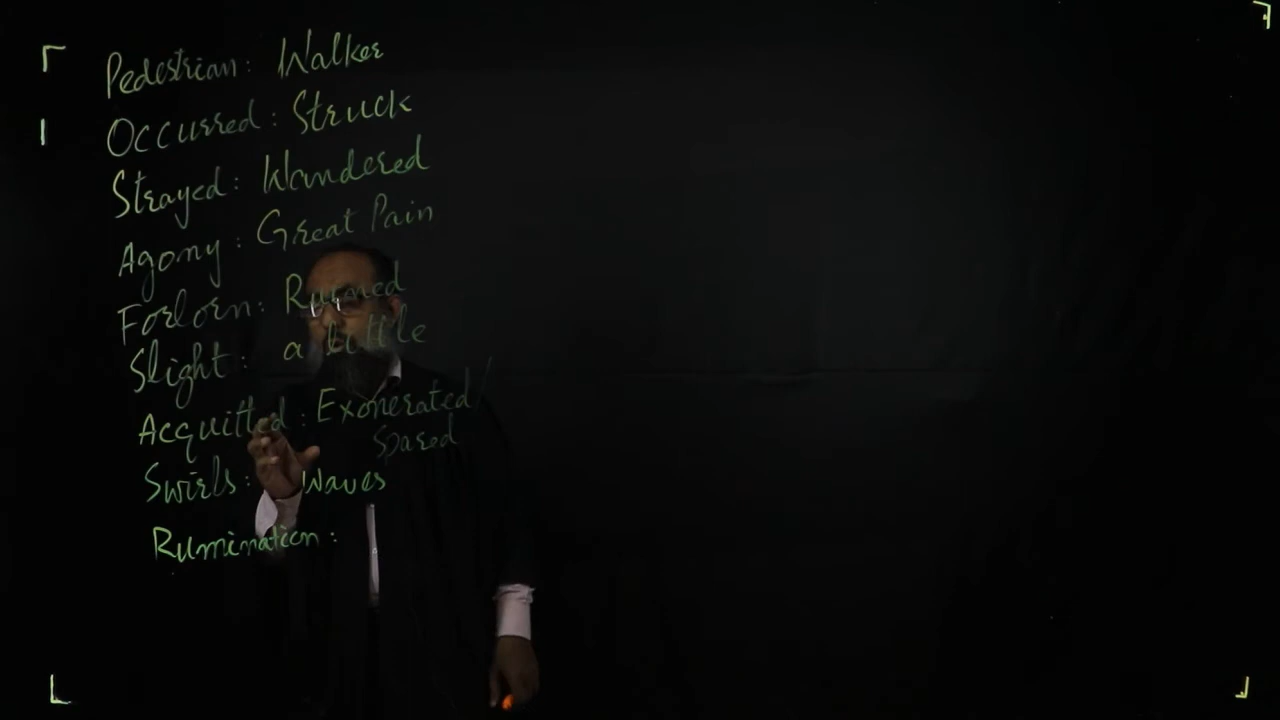 Pedestrian: Walker
Occurred: Struck
Strayed: Wandered
Agony: Great Pain
Forlorn: Ruined
Slight: a little
Acquitted: Exonerated/
Spared
Swirls: Waves
Rumination: